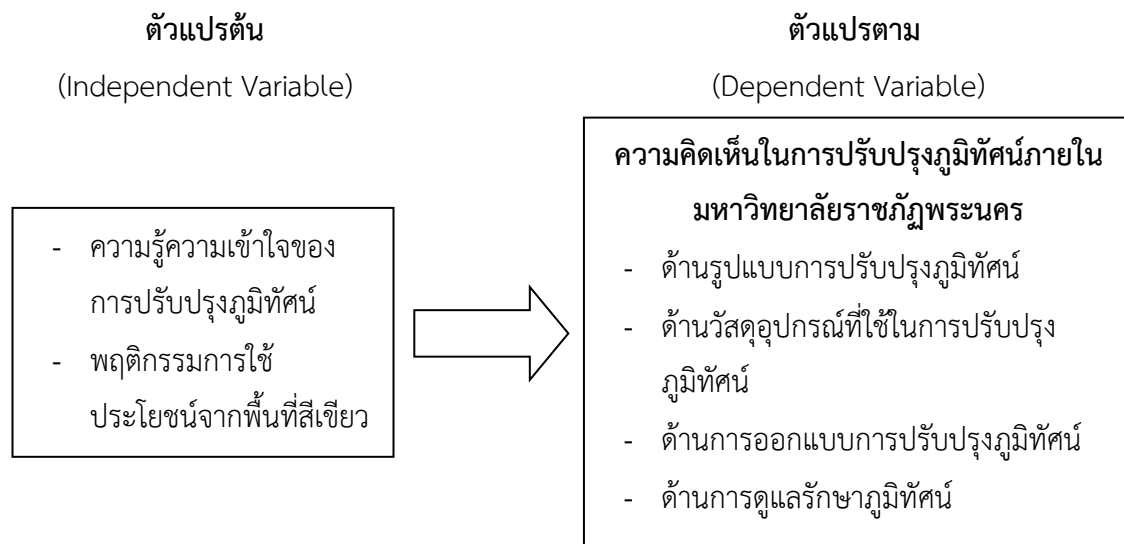 ตัวแปรต้น
(Independent Variable)
- ความรู้ความเข้าใจของ
การปรับปรุงภูมิทัศน์
- พฤติกรรมการใช้
ประโยชน์จากพื้นที่สีเขียว
ตัวแปรตาม
(Dependent Variable)
ความคิดเห็นในการปรับปรุงภูมิทัศน์ภายใน
มหาวิทยาลัยราชภัฏพระนคร
- ด้านรูปแบบการปรับปรุงภูมิทัศน์
- ด้านวัสดุอุปกรณ์ที่ใช้ในการปรับปรุง
ภูมิทัศน์
- ด้านการออกแบบการปรับปรุงภูมิทัศน์
- ด้านการดูแลรักษาภูมิทัศน์